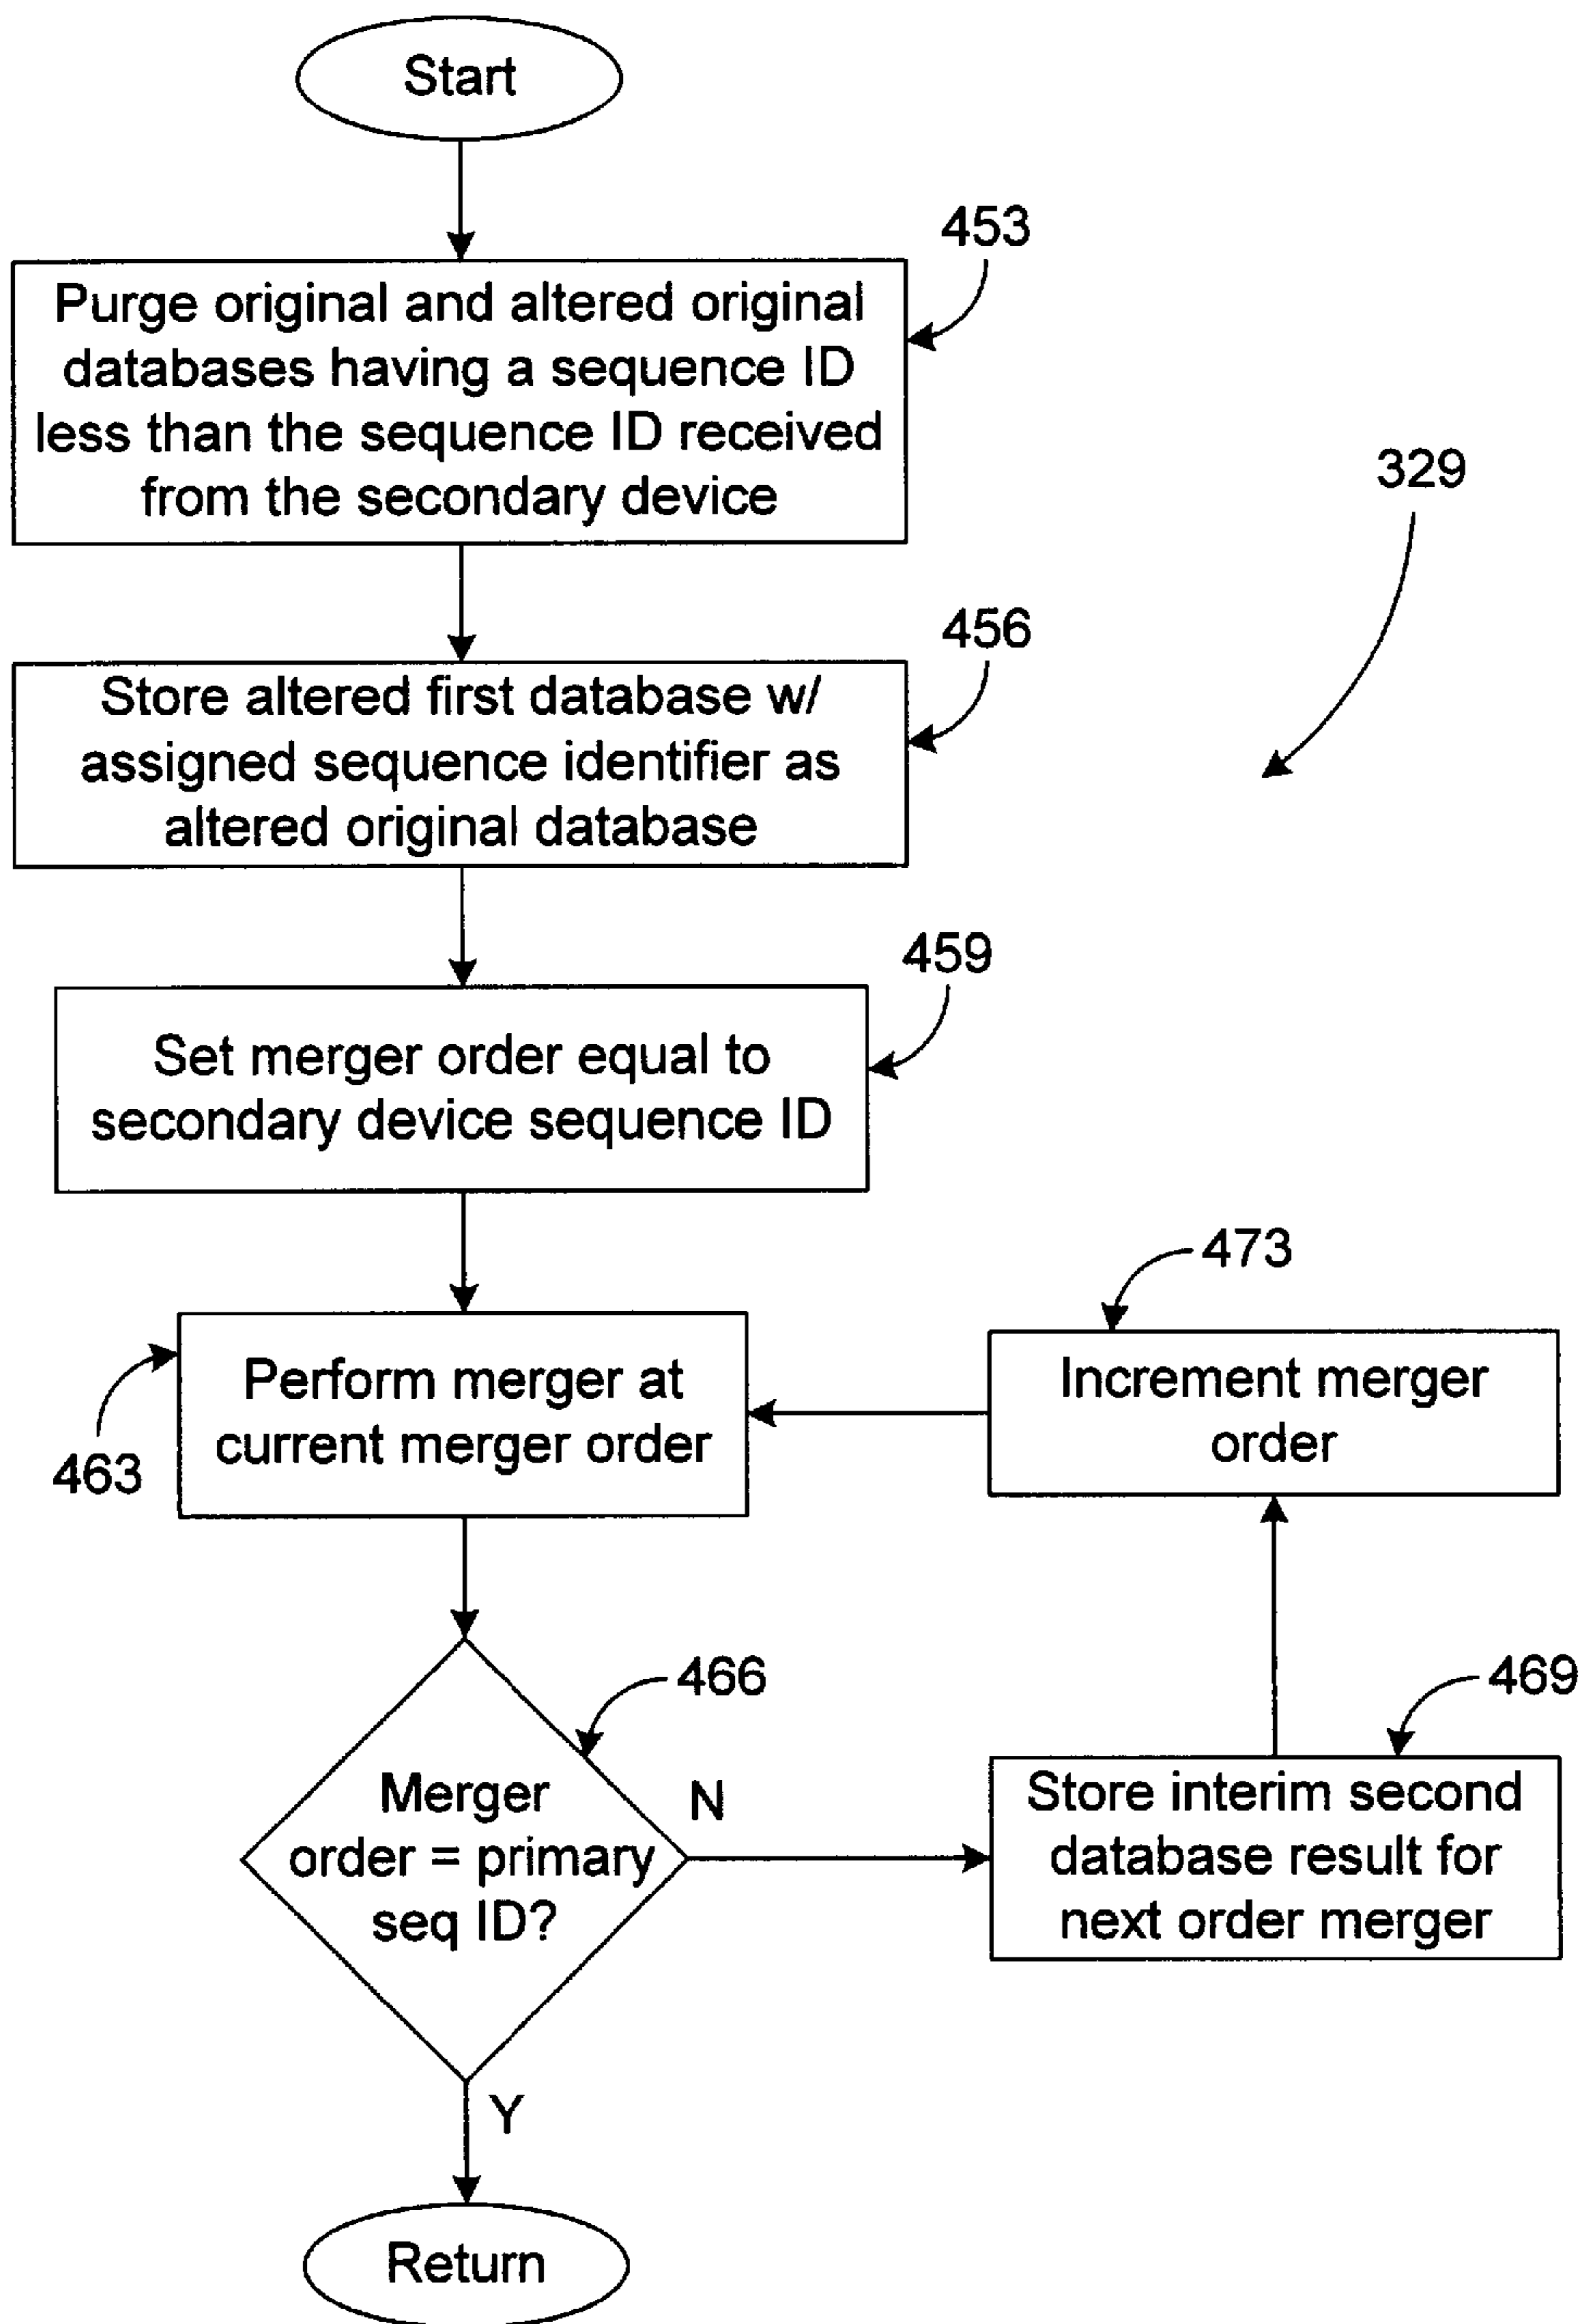 Start
453
Purge original and altered original
databases having a sequence ID
less than the sequence ID received
from the secondary device
329
456
Store altered first database w/
assigned sequence identifier as
altered original database
459
Set merger order equal to
secondary device sequence ID
473
Perform merger at
current merger order
463
Increment merger
order
466
469
Merger
order = primary
seq ID?
N
Store interim second
database result for
next order merger
Y
Return